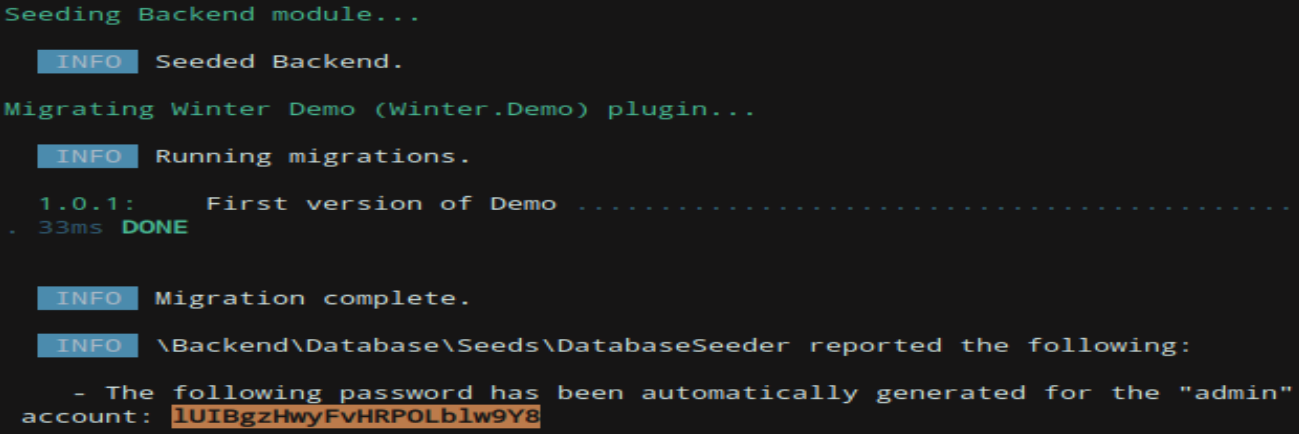 Seeding Backend module...
INFO Seeded Backend.
Migrating Winter Demo (Winter.Demo) plugin...
INFO Running migrations.
1.0.1: First version of Demo ...........................................
. 33ms DONE
INFO Migration complete.
INFO \Backend\Database\Seeds\DatabaseSeeder reported the following:
- The following password has been automatically generated for the "admin"
account: lUIBgzHwyFvHRPOLblw9Y8